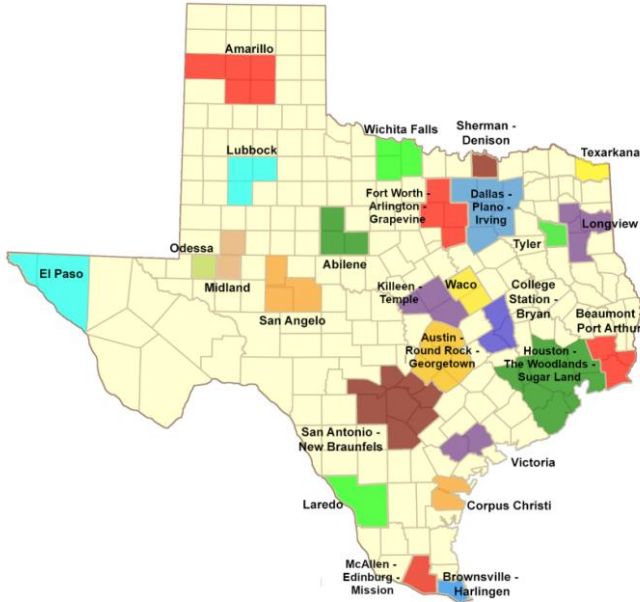 Amarillo
Lubbock
Wichita Falls
Sherman -
Denison
Texarkana
Fort Worth -
Arlington -
Grapevine
Dallas -
Plano -
Irving
Longview
Tyler
Odessa
Midland
Abilene
El Paso
San Angelo
Killeen -
Temple
Waco
College
Station -
Bryan
Beaumont
Port Arthur
Austin -
Round Rock -
Georgetown
Houston -
The Woodlands -
Sugar Land
San Antonio -
New Braunfels
Victoria
Laredo
Corpus Christi
McAllen -
Edinburg -
Mission
Brownsville -
Harlingen